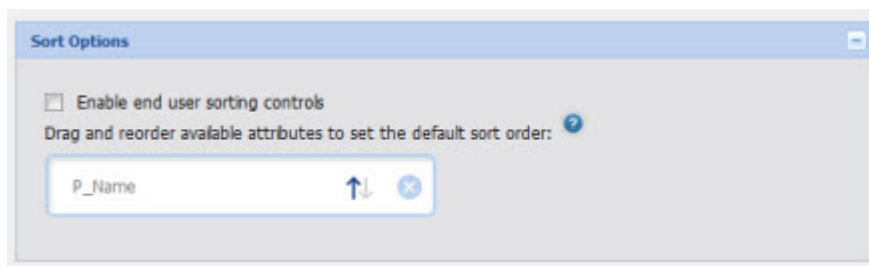 Sort Options
Enable end user sorting controls
Drag and reorder available attributes to set the default sort order: ?
P_Name